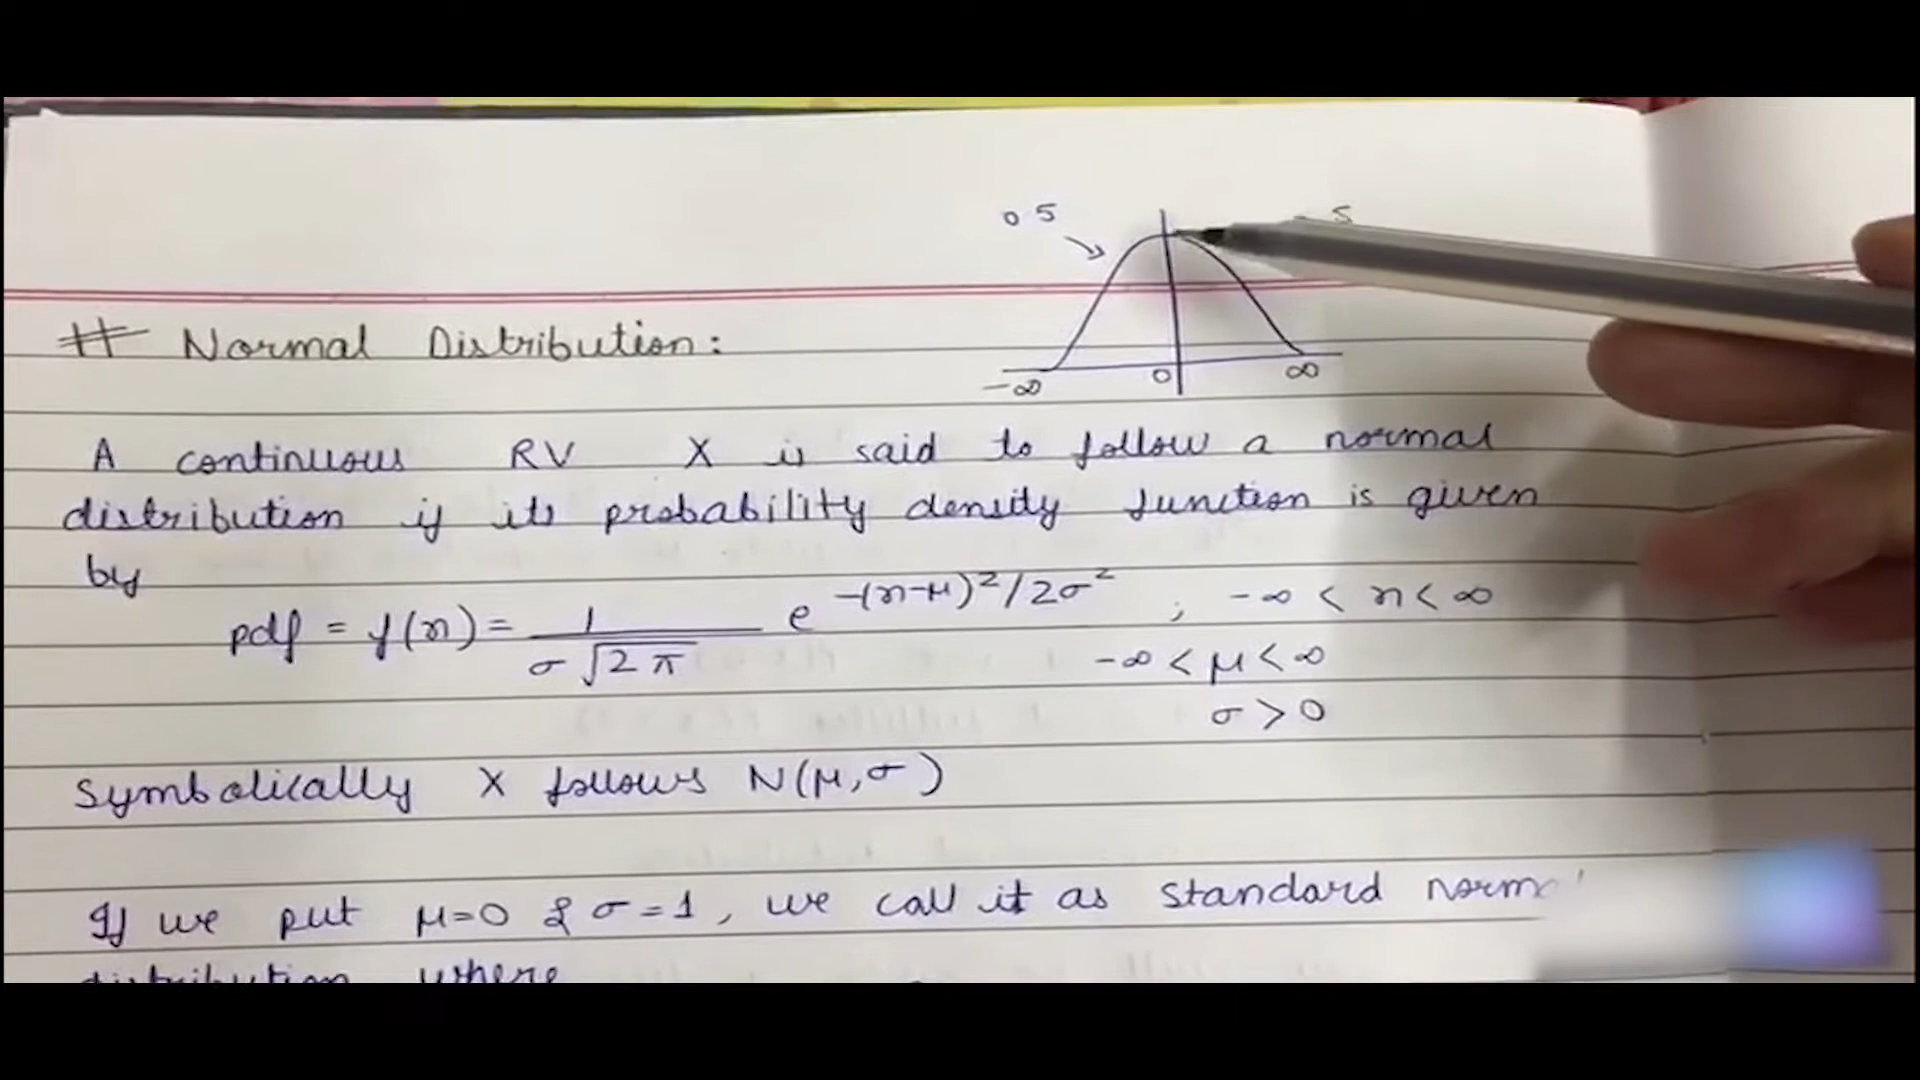 0.5
-∞ 0 ∞
# Normal Distribution:
A continuous RV X is said to follow a normal
distribution if its probability density function is given
by
pdf = f(x) = 1 / σ√2π e^-(x-μ)²/2σ² ; -∞ < x < ∞
-∞ < μ < ∞
σ > 0
Symbolically X follows N(μ, σ)
If we put μ=0 & σ=1, we call it as standard
distribution where